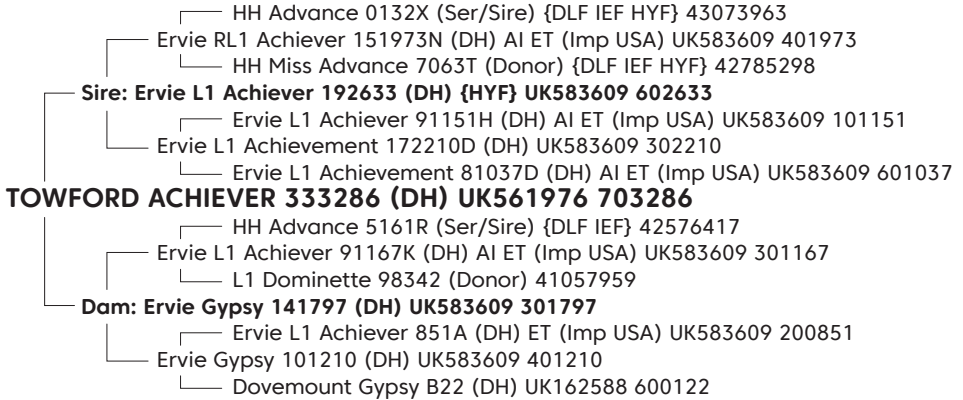 HH Advance 0132X (Ser/Sire) {DLF IEF HYF} 43073963
Ervie RL1 Achiever 151973N (DH) AI ET (Imp USA) UK583609 401973
HH Miss Advance 7063T (Donor) {DLF IEF HYF} 42785298
Sire: Ervie L1 Achiever 192633 (DH) {HYF} UK583609 602633
Ervie L1 Achiever 91151H (DH) AI ET (Imp USA) UK583609 101151
Ervie L1 Achievement 172210D (DH) UK583609 302210
Ervie L1 Achievement 81037D (DH) AI ET (Imp USA) UK583609 601037
TOWFORD ACHIEVER 333286 (DH) UK561976 703286
HH Advance 5161R (Ser/Sire) {DLF IEF} 42576417
Ervie L1 Achiever 91167K (DH) AI ET (Imp USA) UK583609 301167
L1 Dominette 98342 (Donor) 41057959
Dam: Ervie Gypsy 141797 (DH) UK583609 301797
Ervie L1 Achiever 851A (DH) ET (Imp USA) UK583609 200851
Ervie Gypsy 101210 (DH) UK583609 401210
Dovemount Gypsy B22 (DH) UK162588 600122